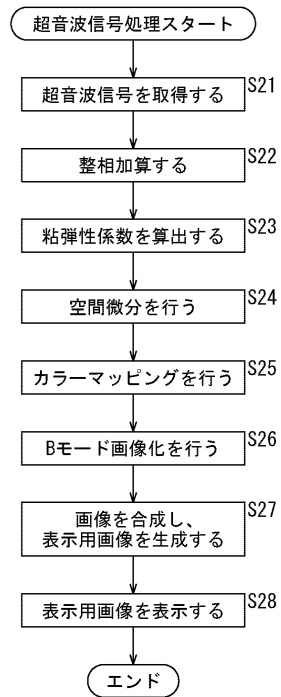 超音波信号処理スタート
超音波信号を取得する S21
整相加算する S22
粘弾性係数を算出する S23
空間微分を行う S24
カラーマッピングを行う S25
Bモード画像化を行う S26
画像を合成し、 S27
表示用画像を生成する
表示用画像を表示する S28
エンド